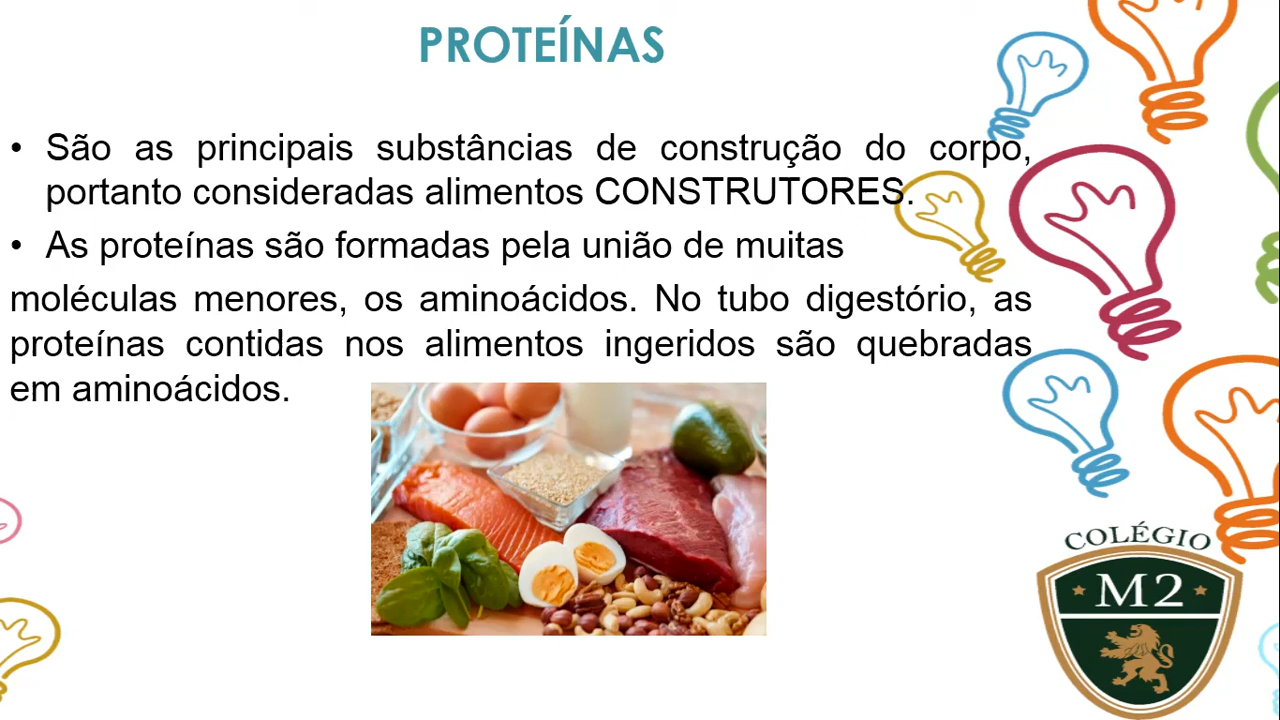 PROTEÍNAS
• São as principais substâncias de construção do corpo,
portanto consideradas alimentos CONSTRUTORES.
• As proteínas são formadas pela união de muitas
moléculas menores, os aminoácidos. No tubo digestório, as
proteínas contidas nos alimentos ingeridos são quebradas
em aminoácidos.
COLÉGIO
M2